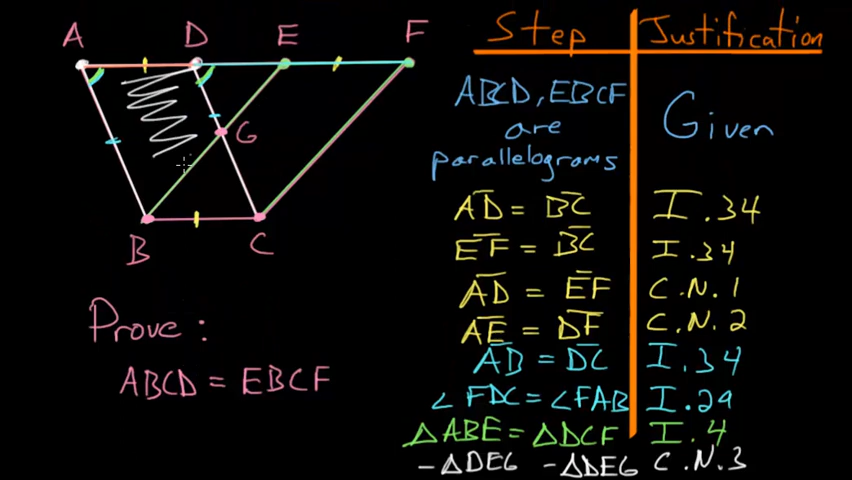 A D E F
G
B C
Prove:
ABCD = EBCF
Step Justification
ABCD, EBCF
are
parallelograms
Given
AD = BC I.34
EF = BC I.34
AD = EF C.N.1
AE = DF C.N.2
AB = DC I.34
∠FDC = ∠FAB I.29
△ABE = △DCF I.4
-△DEG -△DEG C.N.3